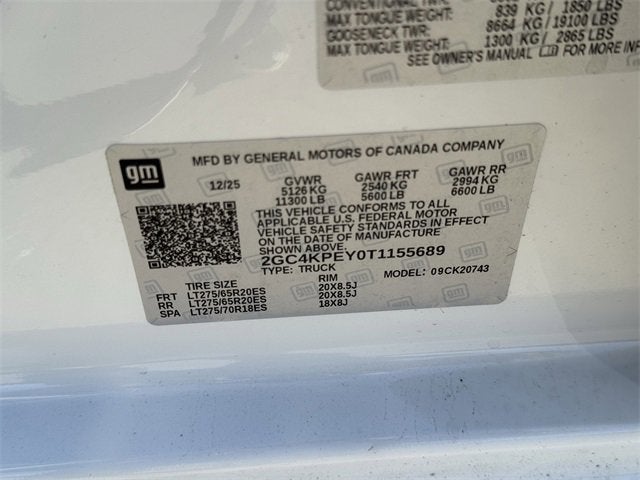 CONVENTIONAL TWR:
MAX TONGUE WEIGHT: 839 KG / 1850 LBS
GOOSENECK TWR: 8664 KG / 19100 LBS
MAX TONGUE WEIGHT: 1300 KG / 2865 LBS
SEE OWNER'S MANUAL FOR MORE INF
gm
MFD BY GENERAL MOTORS OF CANADA COMPANY
12/25 GVWR GAWR FRT GAWR RR
5126 KG 2540 KG 2994 KG
11300 LB 5600 LB 6600 LB
THIS VEHICLE CONFORMS TO ALL
APPLICABLE U.S. FEDERAL MOTOR
VEHICLE SAFETY STANDARDS IN EFFECT
ON THE DATE OF MANUFACTURE
SHOWN ABOVE.
2GC4KPEY0T1155689
TYPE: TRUCK MODEL: 09CK20743
TIRE SIZE RIM
FRT LT275/65R20ES 20X8.5J
RR LT275/65R20ES 20X8.5J
SPA LT275/70R18ES 18X8J